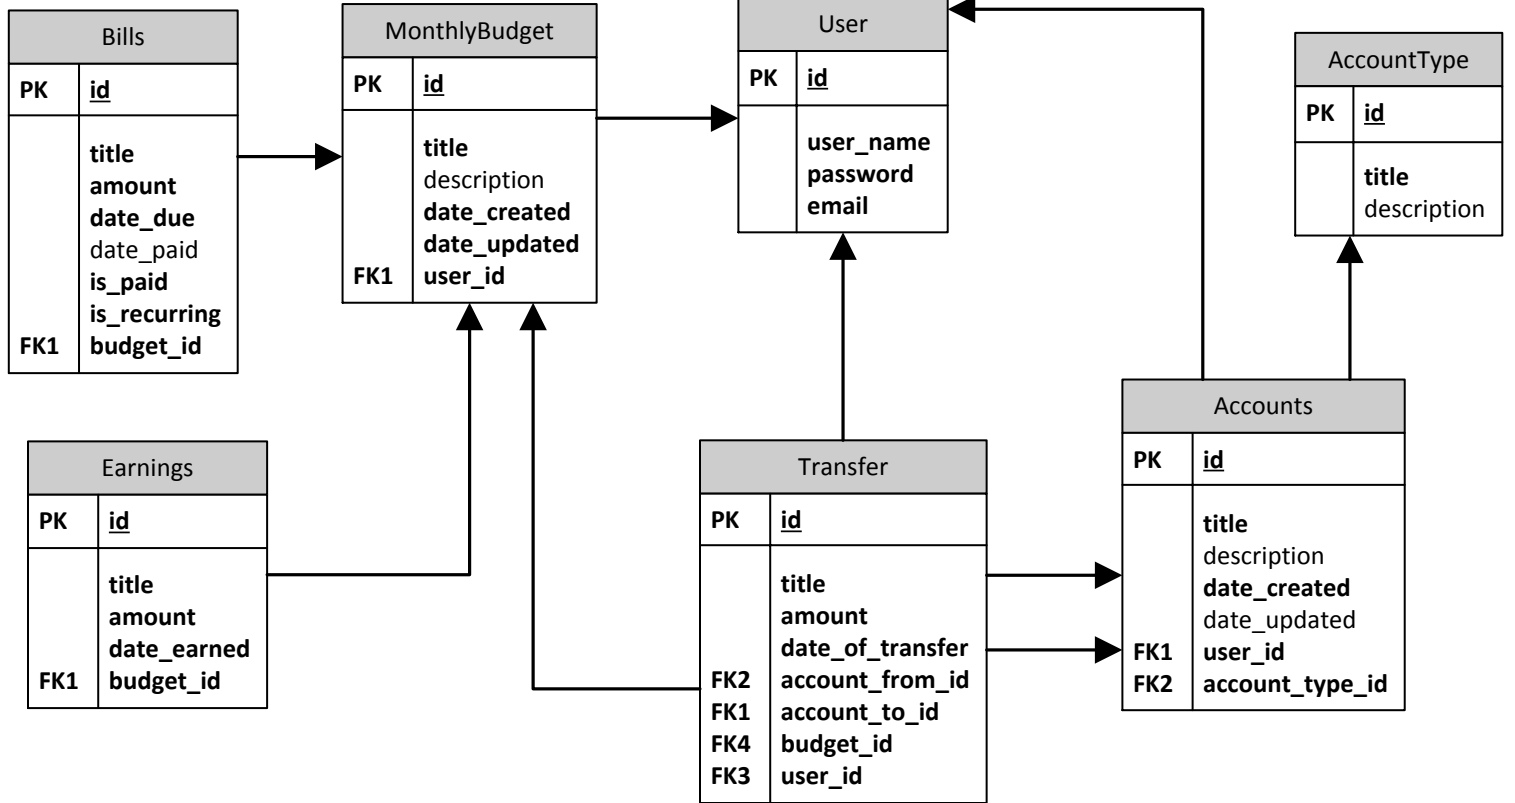 Bills
PK id
title
amount
date_due
date_paid
is_paid
is_recurring
FK1 budget_id
MonthlyBudget
PK id
title
description
date_created
date_updated
FK1 user_id
User
PK id
user_name
password
email
AccountType
PK id
title
description
Earnings
PK id
title
amount
date_earned
FK1 budget_id
Transfer
PK id
title
amount
date_of_transfer
FK2 account_from_id
FK1 account_to_id
FK4 budget_id
FK3 user_id
Accounts
PK id
title
description
date_created
date_updated
FK1 user_id
FK2 account_type_id